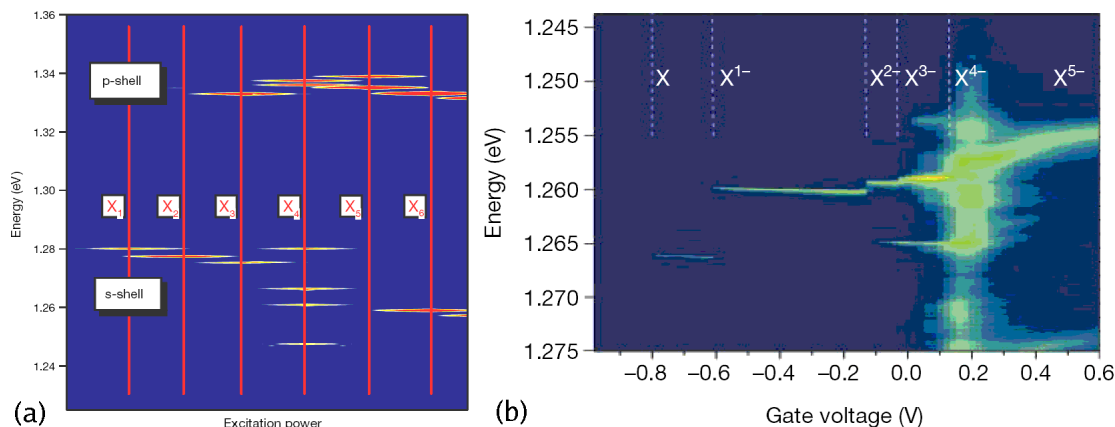 1.36
1.34
1.32
1.30
1.28
1.26
1.24
Energy (eV)
p-shell
X1 X2 X3 X4 X5 X6
s-shell
(a)
Excitation power
1.245
1.250
1.255
1.260
1.265
1.270
1.275
Energy (eV)
X X1– X2– X3– X4– X5–
–0.8 –0.6 –0.4 –0.2 0.0 0.2 0.4 0.6
(b)
Gate voltage (V)